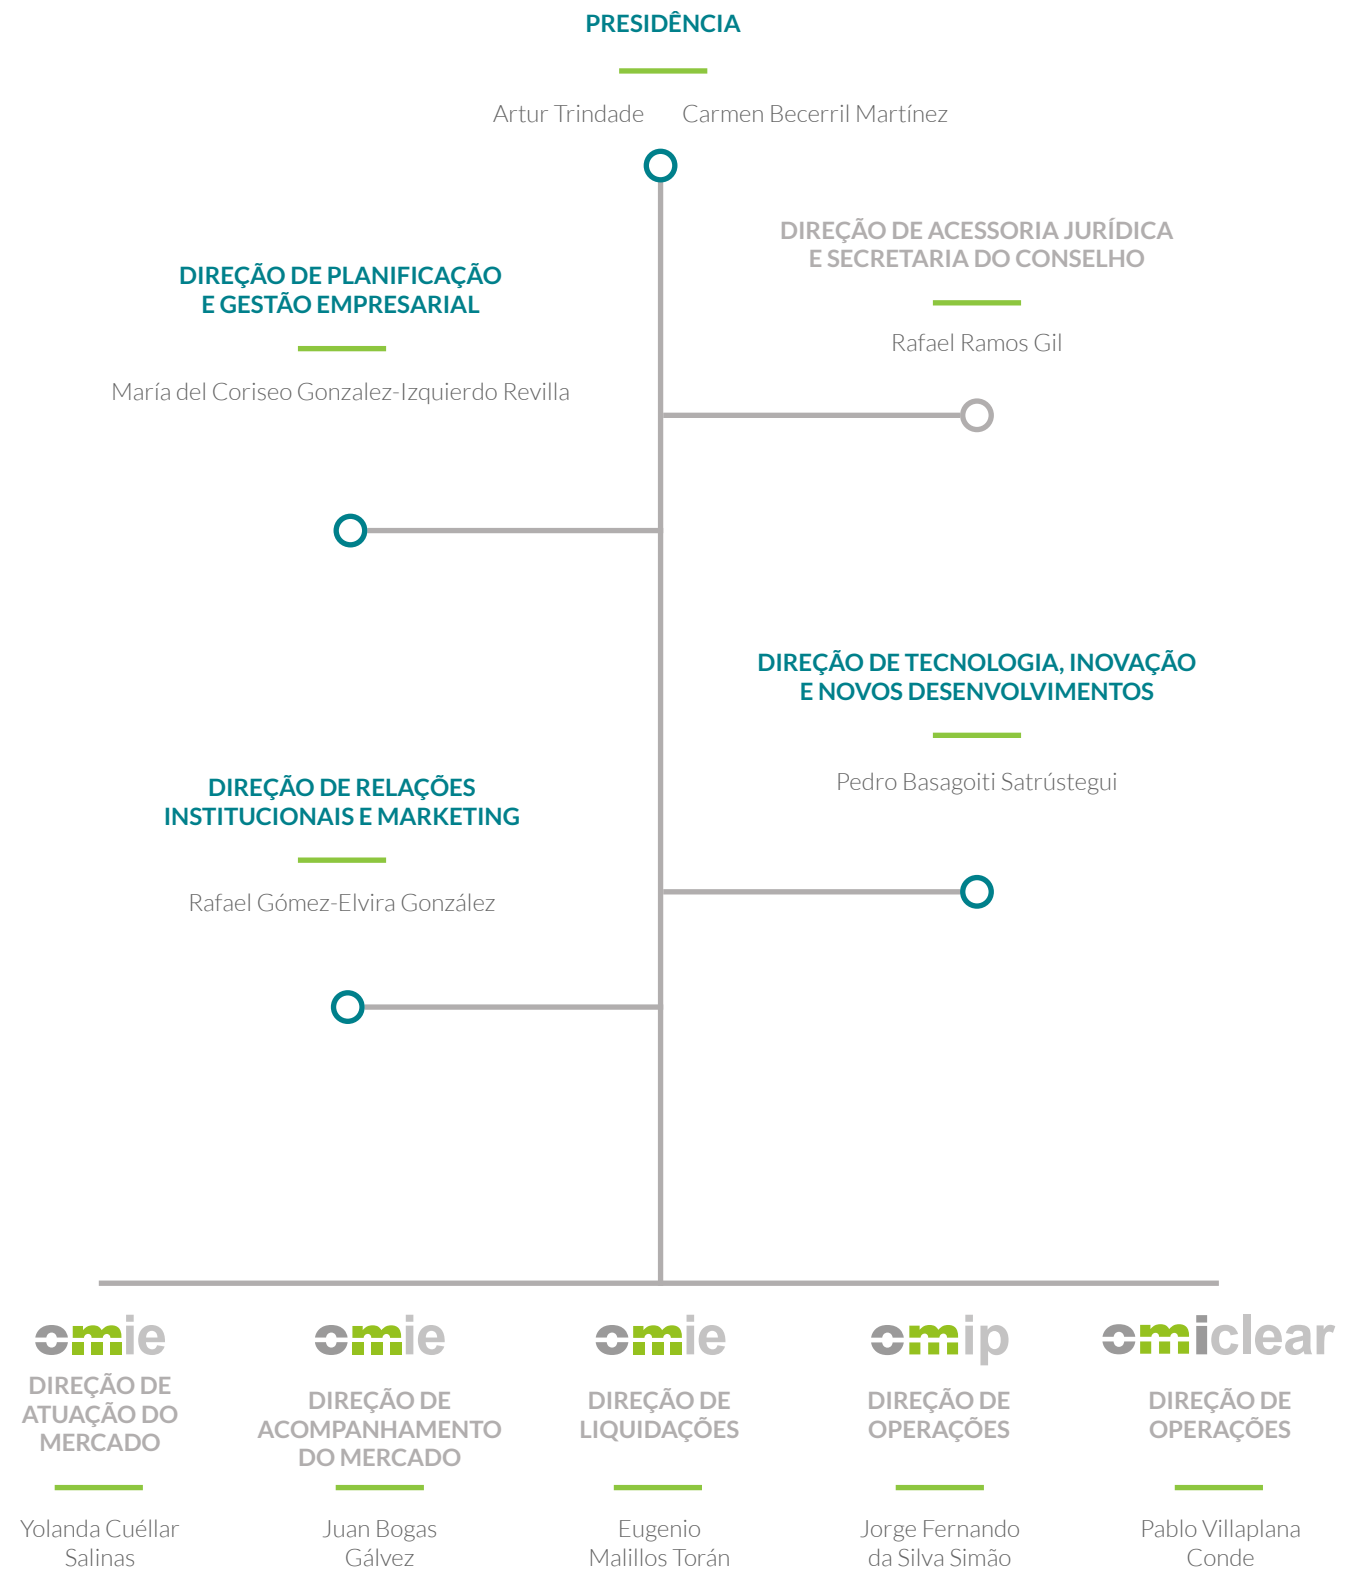 PRESIDÊNCIA
Artur Trindade
Carmen Becerril Martínez
DIREÇÃO DE ACESSORIA JURÍDICA
E SECRETARIA DO CONSELHO
Rafael Ramos Gil
DIREÇÃO DE PLANIFICAÇÃO
E GESTÃO EMPRESARIAL
María del Coriseo Gonzalez-Izquierdo Revilla
DIREÇÃO DE TECNOLOGIA, INOVAÇÃO
E NOVOS DESENVOLVIMENTOS
Pedro Basagoiti Satrústegui
DIREÇÃO DE RELAÇÕES
INSTITUCIONAIS E MARKETING
Rafael Gómez-Elvira González
omie
DIREÇÃO DE
ATUAÇÃO DO
MERCADO
Yolanda Cuéllar
Salinas
omie
DIREÇÃO DE
ACOMPANHAMENTO
DO MERCADO
Juan Bogas
Gálvez
omie
DIREÇÃO DE
LIQUIDAÇÕES
Eugenio
Malillos Torán
omip
DIREÇÃO DE
OPERAÇÕES
Jorge Fernando
da Silva Simão
omiclear
DIREÇÃO DE
OPERAÇÕES
Pablo Villaplana
Conde